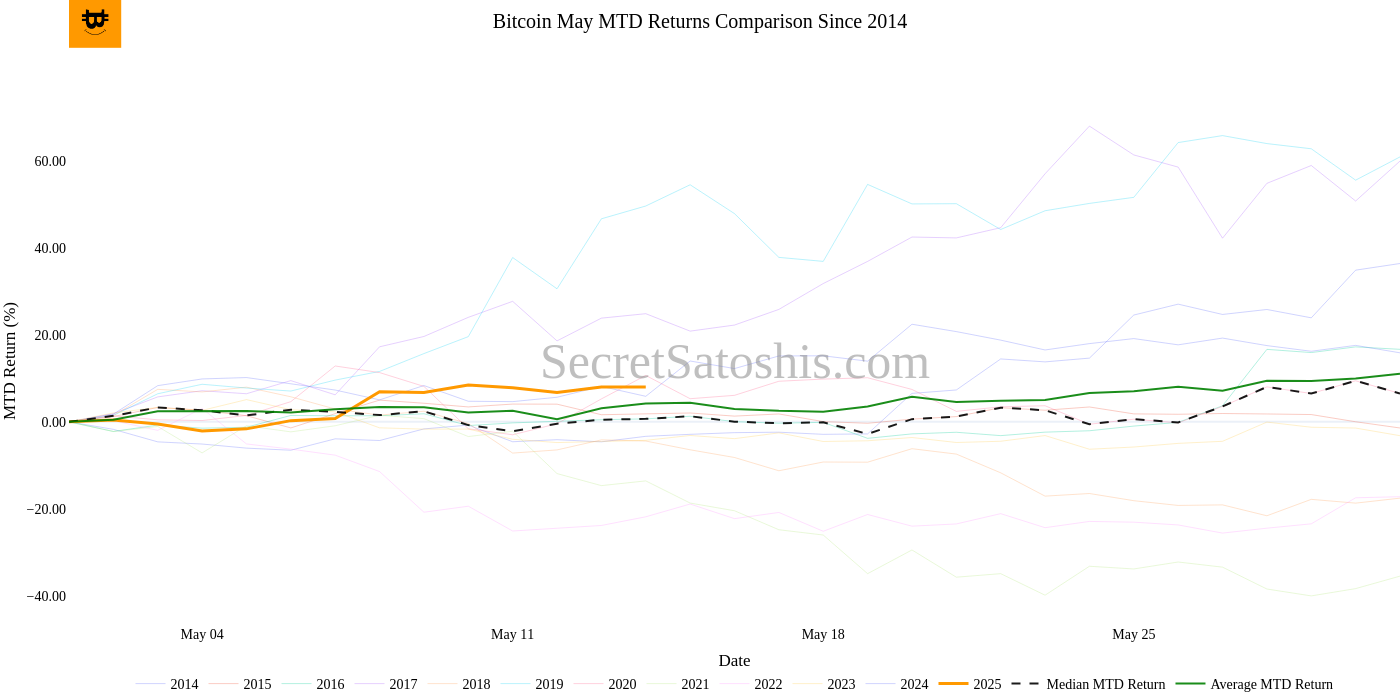 Bitcoin May MTD Returns Comparison Since 2014
MTD Return (%)
60.00
40.00
20.00
0.00
−20.00
−40.00
SecretSatoshis.com
May 04
May 11
May 18
May 25
Date
2014 2015 2016 2017 2018 2019 2020 2021 2022 2023 2024 2025 Median MTD Return Average MTD Return